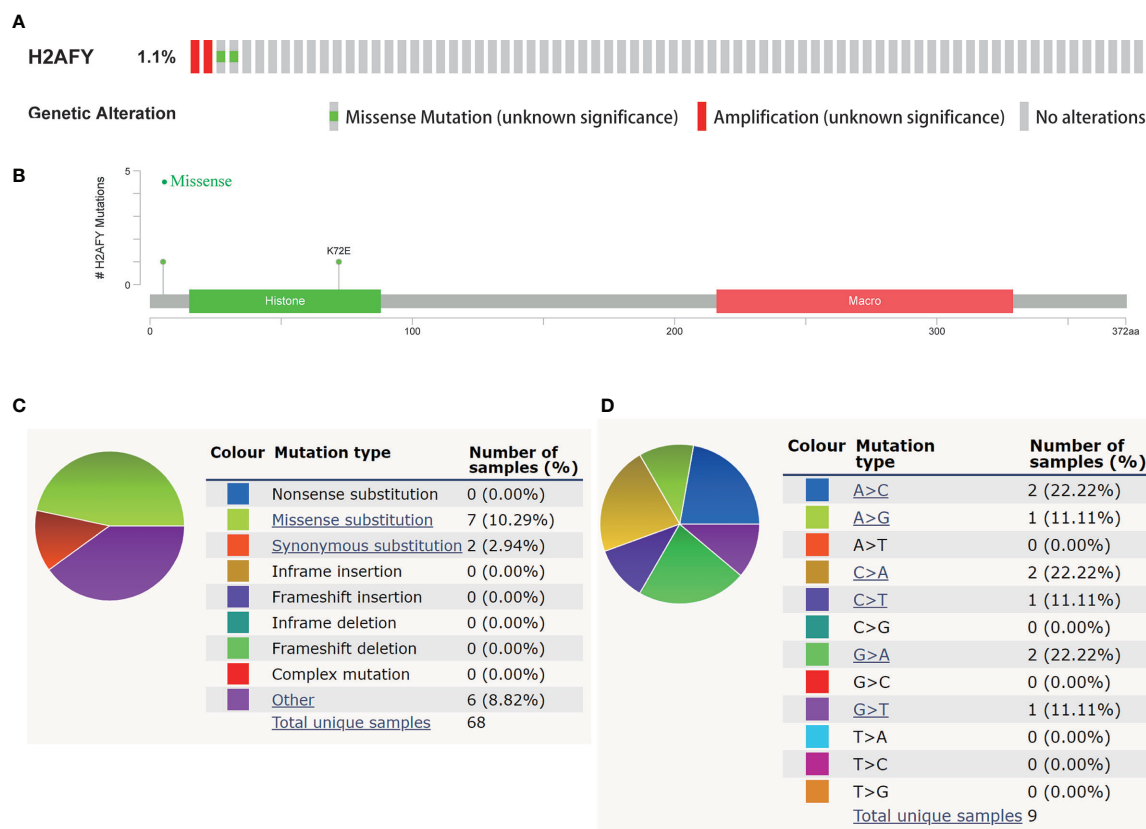 A
H2AFY 1.1%
Genetic Alteration Missense Mutation (unknown significance) Amplification (unknown significance) No alterations
B
# H2AFY Mutations
5
0
Missense
K72E
Histone Macro
0 100 200 300 372aa
C
Colour Mutation type Number of
samples (%)
Nonsense substitution 0 (0.00%)
Missense substitution 7 (10.29%)
Synonymous substitution 2 (2.94%)
Inframe insertion 0 (0.00%)
Frameshift insertion 0 (0.00%)
Inframe deletion 0 (0.00%)
Frameshift deletion 0 (0.00%)
Complex mutation 0 (0.00%)
Other 6 (8.82%)
Total unique samples 68
D
Colour Mutation Number of
type samples (%)
A>C 2 (22.22%)
A>G 1 (11.11%)
A>T 0 (0.00%)
C>A 2 (22.22%)
C>T 1 (11.11%)
C>G 0 (0.00%)
G>A 2 (22.22%)
G>C 0 (0.00%)
G>T 1 (11.11%)
T>A 0 (0.00%)
T>C 0 (0.00%)
T>G 0 (0.00%)
Total unique samples 9